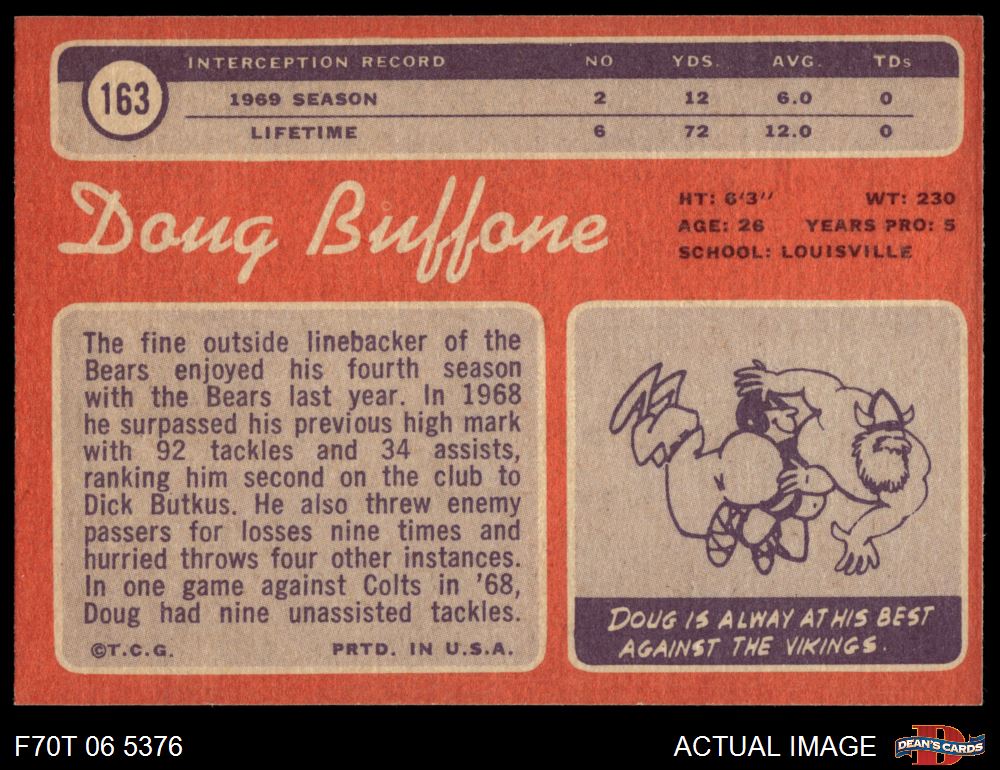 INTERCEPTION RECORD NO YDS. AVG. TDs
163
1969 SEASON 2 12 6.0 0
LIFETIME 6 72 12.0 0
Doug Buffone
HT: 6'3" WT: 230
AGE: 26 YEARS PRO: 5
SCHOOL: LOUISVILLE
The fine outside linebacker of the
Bears enjoyed his fourth season
with the Bears last year. In 1968
he surpassed his previous high mark
with 92 tackles and 34 assists,
ranking him second on the club to
Dick Butkus. He also threw enemy
passers for losses nine times and
hurried throws four other instances.
In one game against Colts in '68,
Doug had nine unassisted tackles.
©T.C.G. PRTD. IN U.S.A.
DOUG IS ALWAY AT HIS BEST
AGAINST THE VIKINGS.
F70T 06 5376
ACTUAL IMAGE
D
DEAN'S CARDS